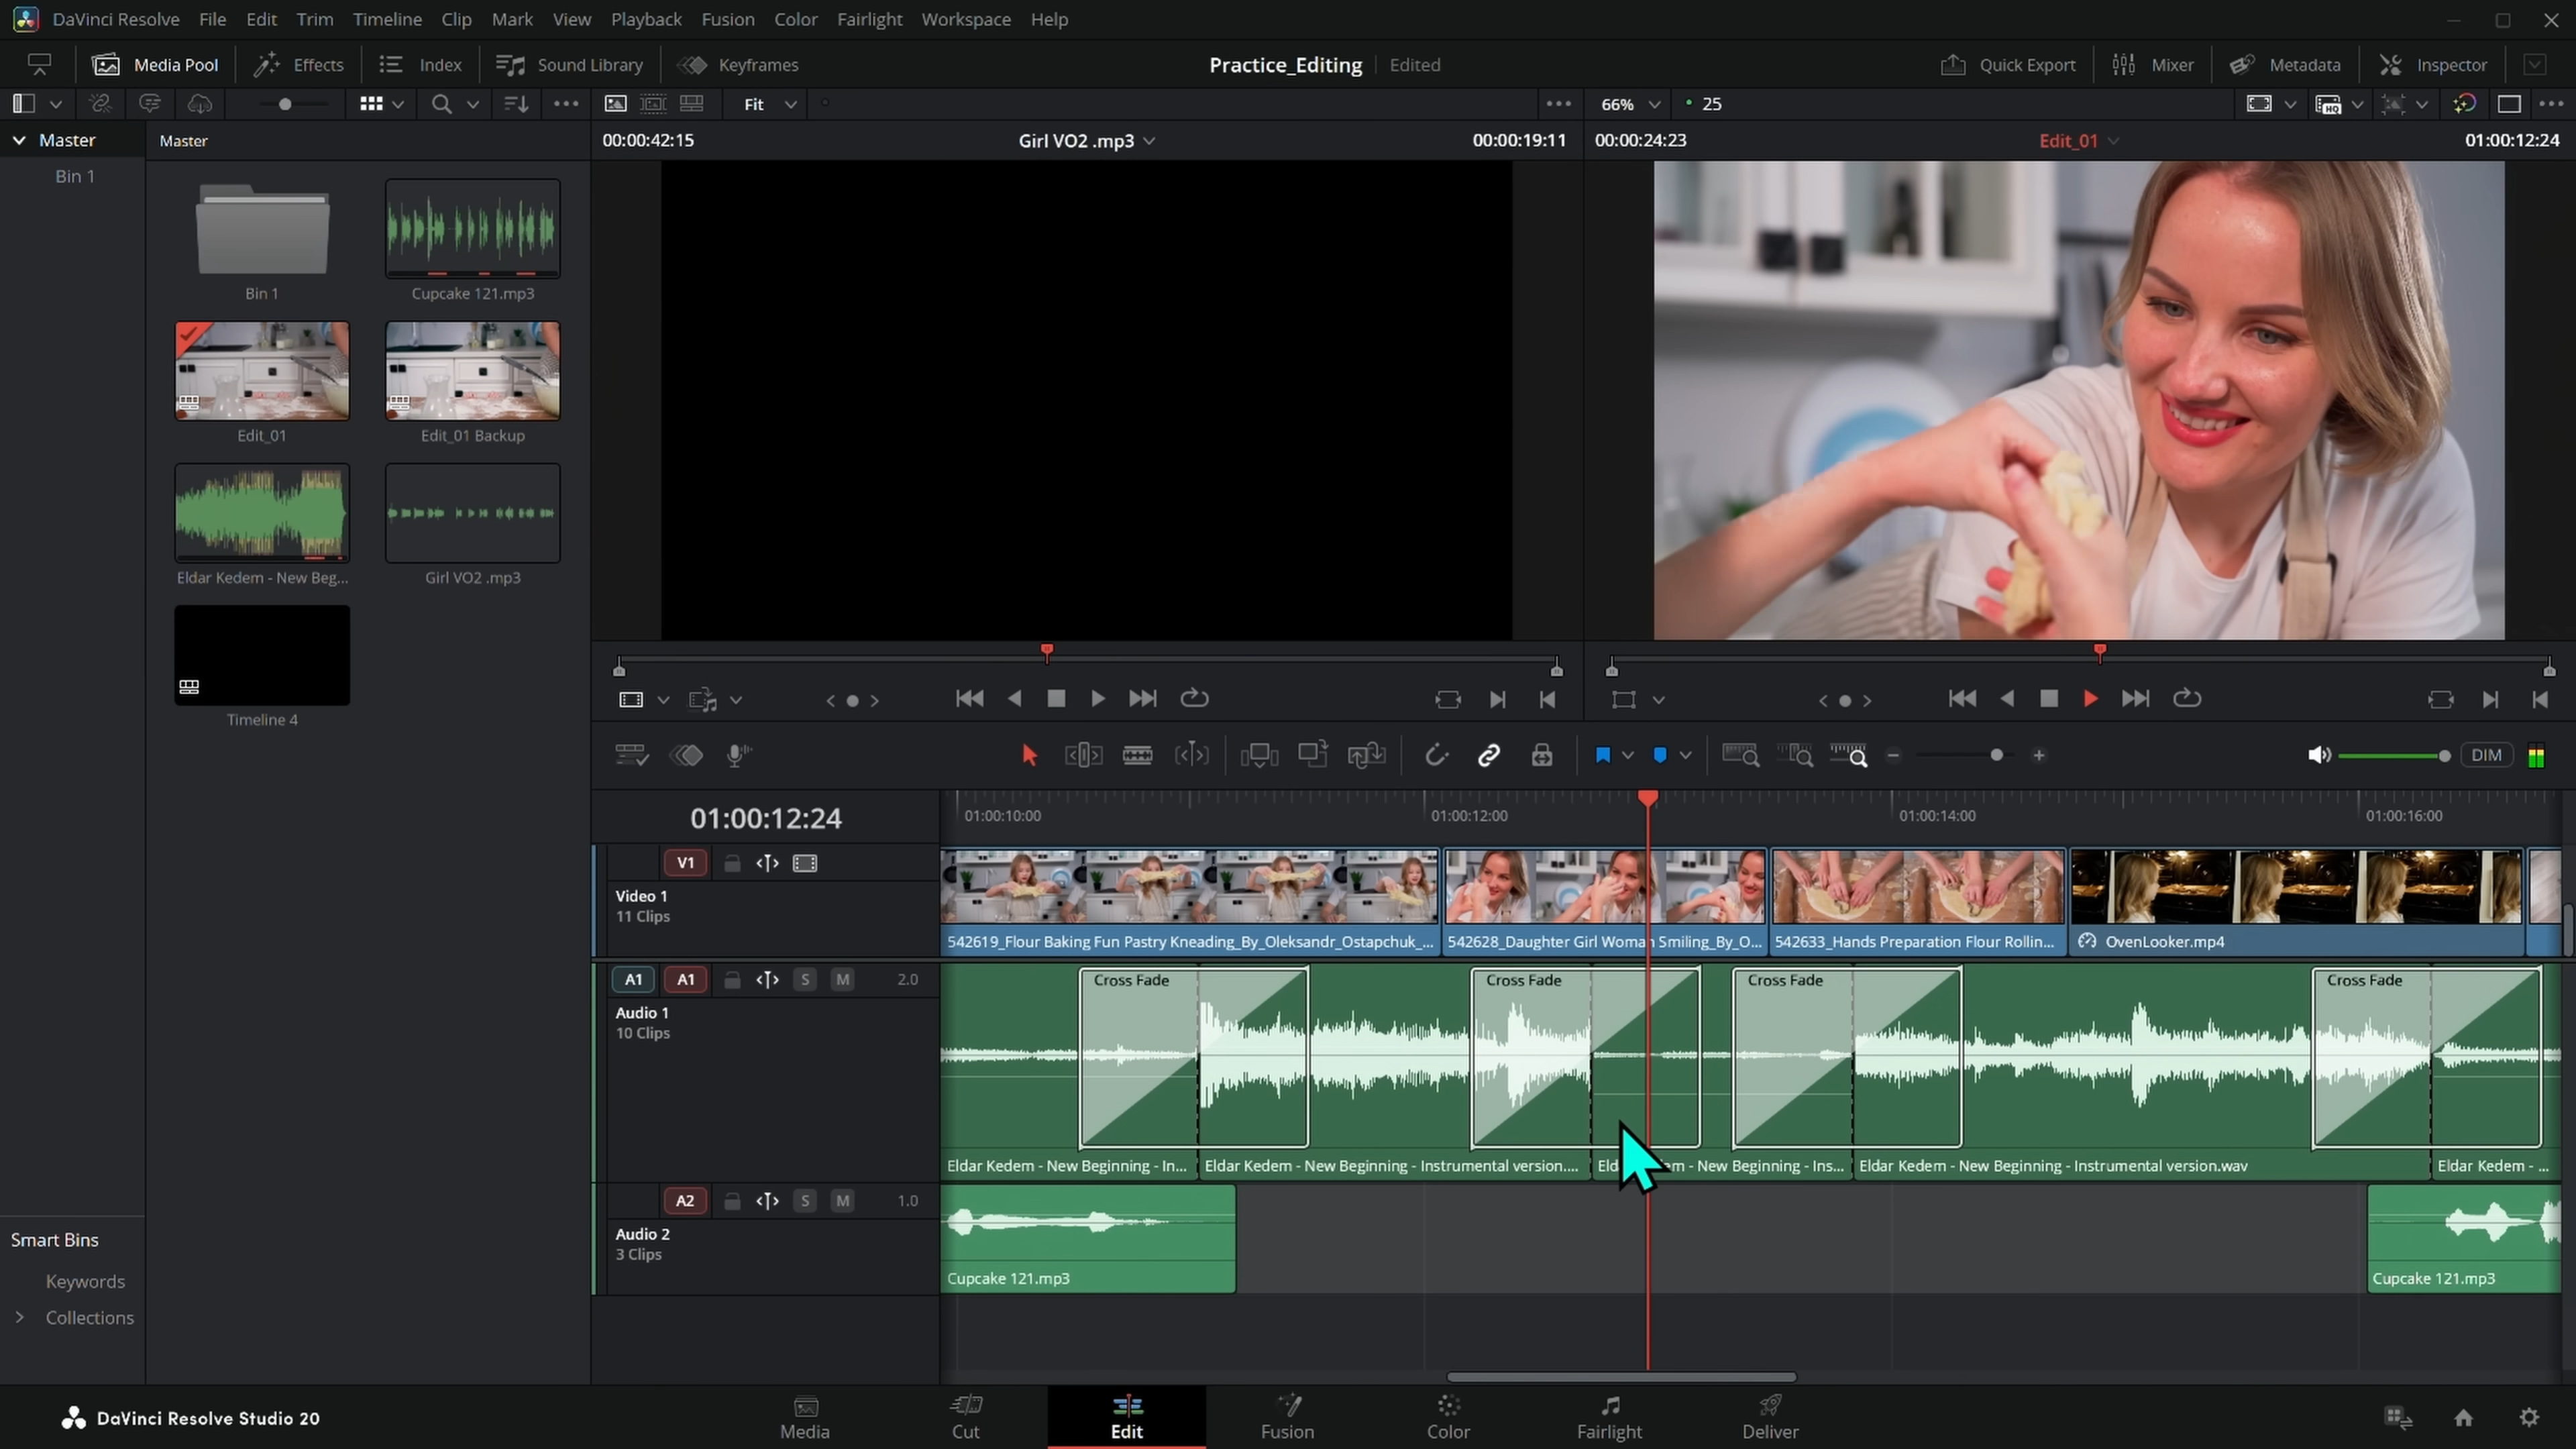 DaVinci Resolve File Edit Trim Timeline Clip Mark View Playback Fusion Color Fairlight Workspace Help
Media Pool Effects Index Sound Library Keyframes Practice_Editing Edited Quick Export Mixer Metadata Inspector
Fit 66% 25
Master Master 00:00:42:15 Girl VO2 .mp3 00:00:19:11 00:00:24:23 Edit_01 01:00:12:24
Bin 1
Bin 1 Cupcake 121.mp3
Edit_01 Edit_01 Backup
Eldar Kedem - New Beg... Girl VO2 .mp3
Timeline 4
DIM
01:00:12:24 01:00:10:00 01:00:12:00 01:00:14:00 01:00:16:00
V1
Video 1
11 Clips
542619_Flour Baking Fun Pastry Kneading_By_Oleksandr_Ostapchuk_... 542628_Daughter Girl Woman Smiling_By_O... 542633_Hands Preparation Flour Rollin... OvenLooker.mp4
A1 A1 S M 2.0 Cross Fade Cross Fade Cross Fade Cross Fade
Audio 1
10 Clips
Eldar Kedem - New Beginning - In... Eldar Kedem - New Beginning - Instrumental version.... - New Beginning - Ins... Eldar Kedem - New Beginning - Instrumental version.wav Eldar Kedem - ...
A2 S M 1.0
Audio 2
3 Clips
Cupcake 121.mp3 Cupcake 121.mp3
Smart Bins
Keywords
Collections
DaVinci Resolve Studio 20 Media Cut Edit Fusion Color Fairlight Deliver